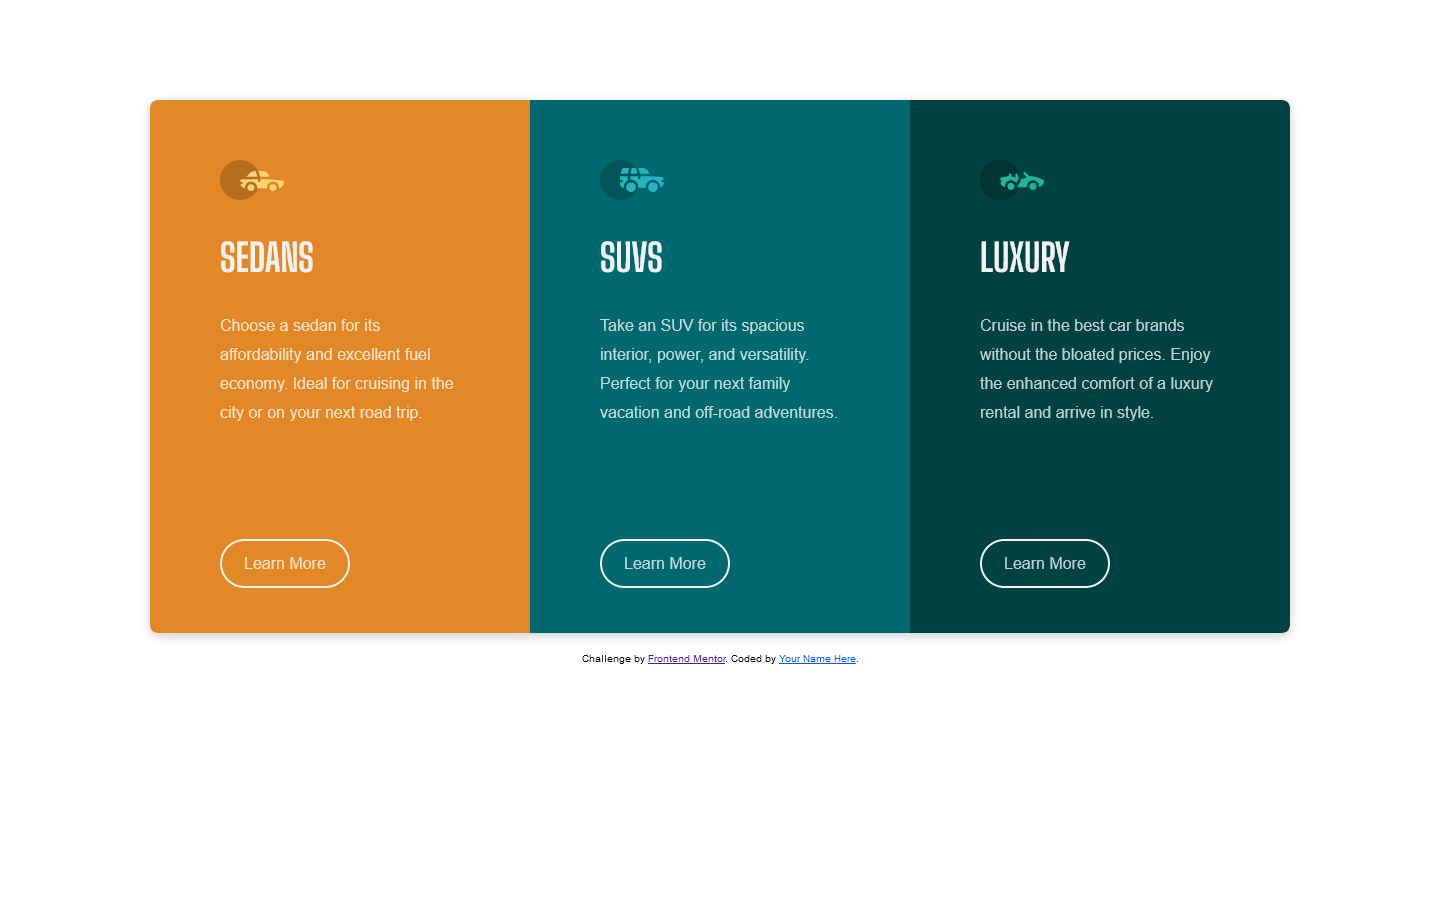 SEDANS
Choose a sedan for its
affordability and excellent fuel
economy. Ideal for cruising in the
city or on your next road trip.
Learn More
SUVS
Take an SUV for its spacious
interior, power, and versatility.
Perfect for your next family
vacation and off-road adventures.
Learn More
LUXURY
Cruise in the best car brands
without the bloated prices. Enjoy
the enhanced comfort of a luxury
rental and arrive in style.
Learn More
Challenge by Frontend Mentor. Coded by Your Name Here.